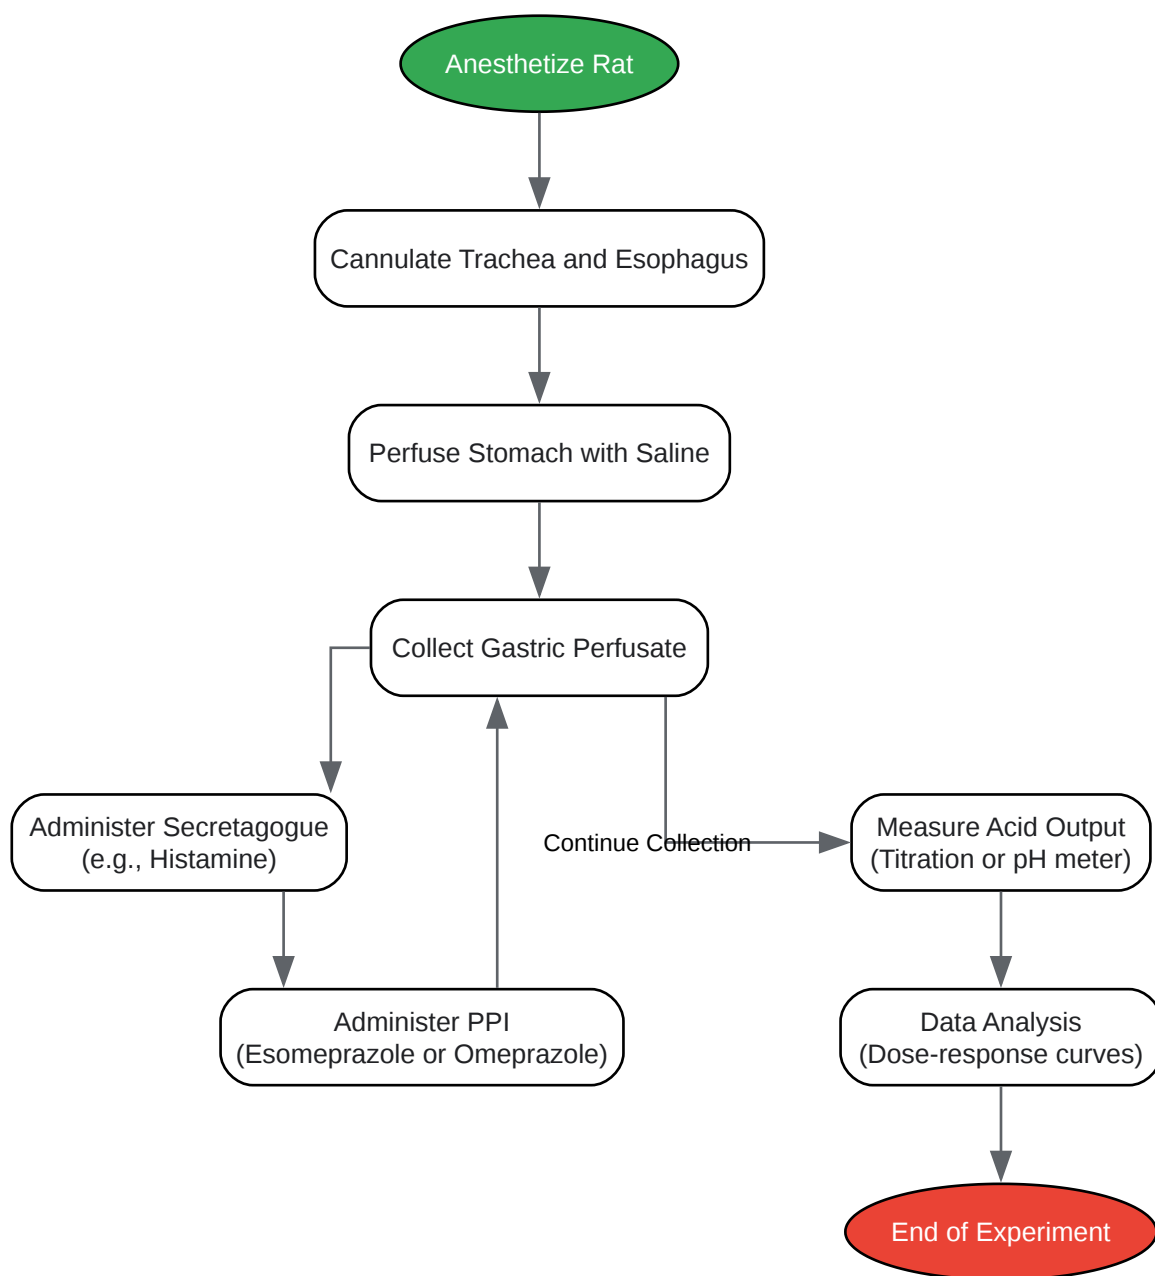 Anesthetize Rat
Cannulate Trachea and Esophagus
Perfuse Stomach with Saline
Collect Gastric Perfusate
Administer Secretagogue
(e.g., Histamine)
Continue Collection
Measure Acid Output
(Titration or pH meter)
Administer PPI
(Esomeprazole or Omeprazole)
Data Analysis
(Dose-response curves)
End of Experiment